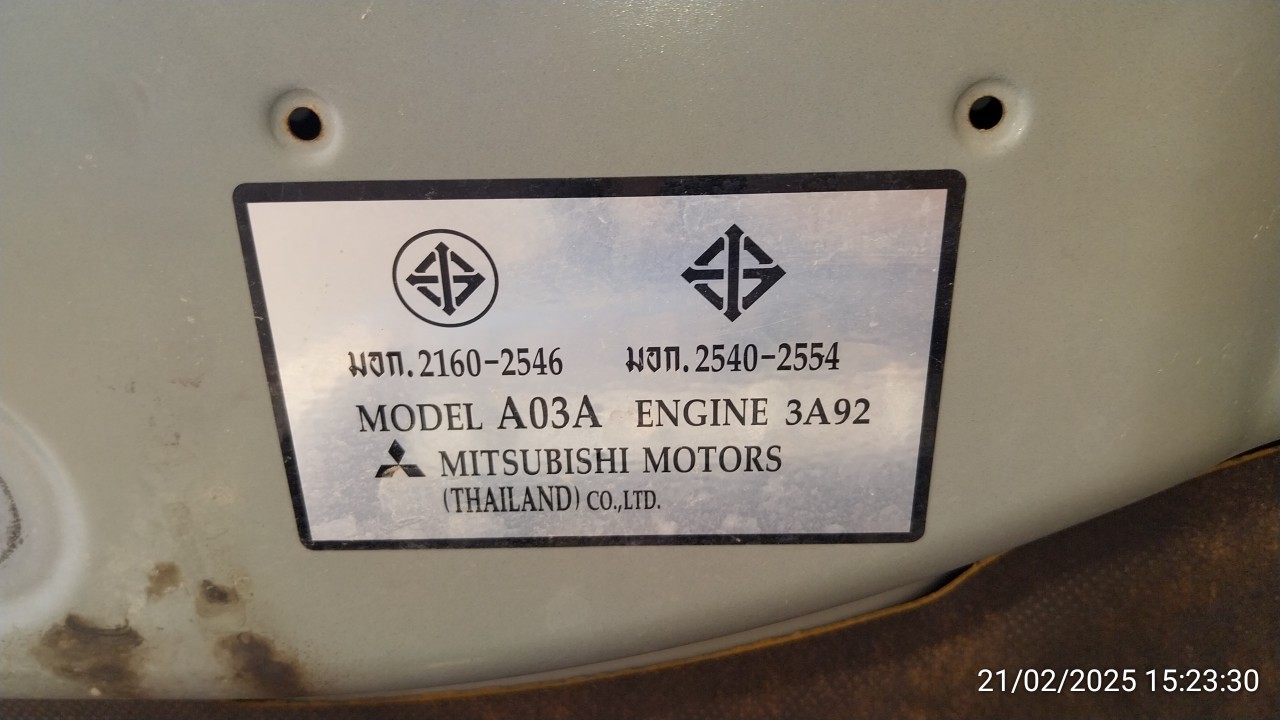 มอก.2160-2546 มอก.2540-2554
MODEL A03A ENGINE 3A92
MITSUBISHI MOTORS
(THAILAND) CO.,LTD.
21/02/2025 15:23:30